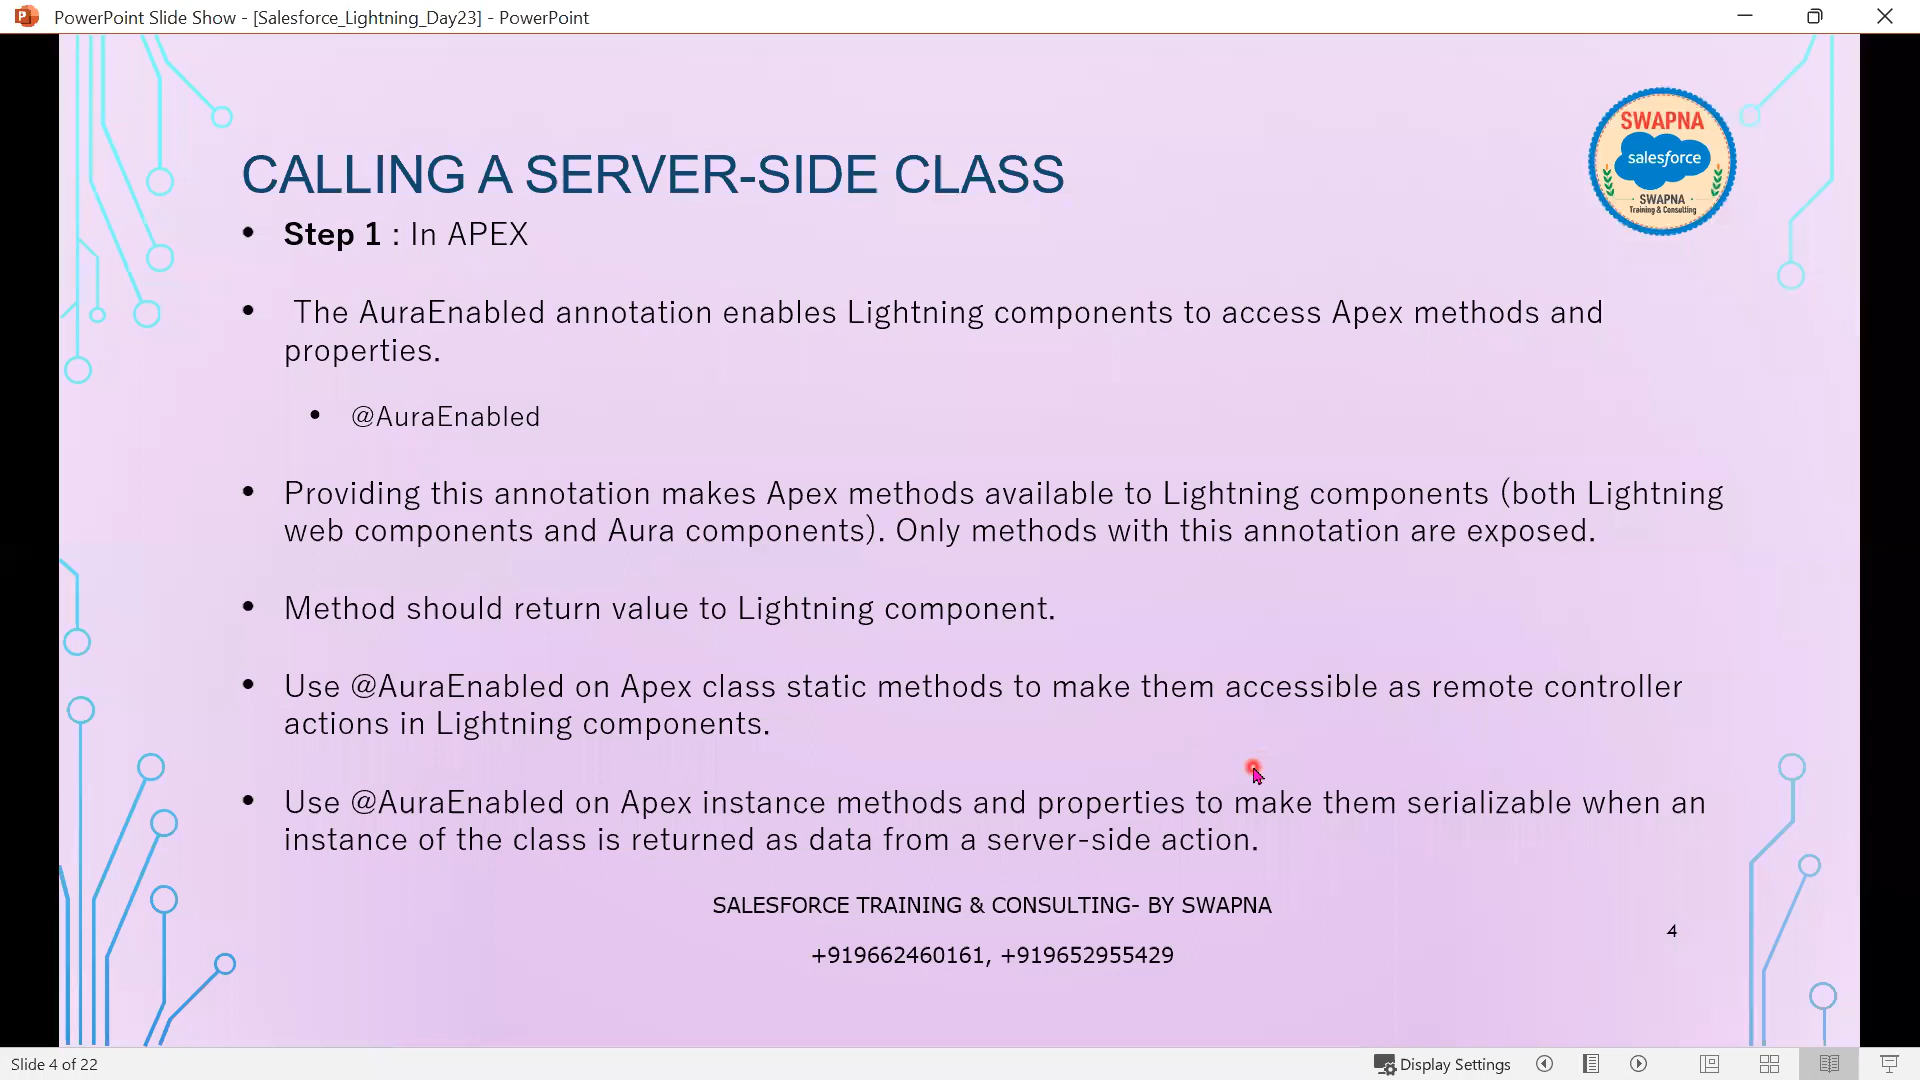 PowerPoint Slide Show - [Salesforce_Lightning_Day23] - PowerPoint
SWAPNA
salesforce
SWAPNA
Training & Consulting
CALLING A SERVER-SIDE CLASS
• Step 1 : In APEX
• The AuraEnabled annotation enables Lightning components to access Apex methods and
properties.
• @AuraEnabled
• Providing this annotation makes Apex methods available to Lightning components (both Lightning
web components and Aura components). Only methods with this annotation are exposed.
• Method should return value to Lightning component.
• Use @AuraEnabled on Apex class static methods to make them accessible as remote controller
actions in Lightning components.
• Use @AuraEnabled on Apex instance methods and properties to make them serializable when an
instance of the class is returned as data from a server-side action.
SALESFORCE TRAINING & CONSULTING- BY SWAPNA
4
+919662460161, +919652955429
Slide 4 of 22
Display Settings